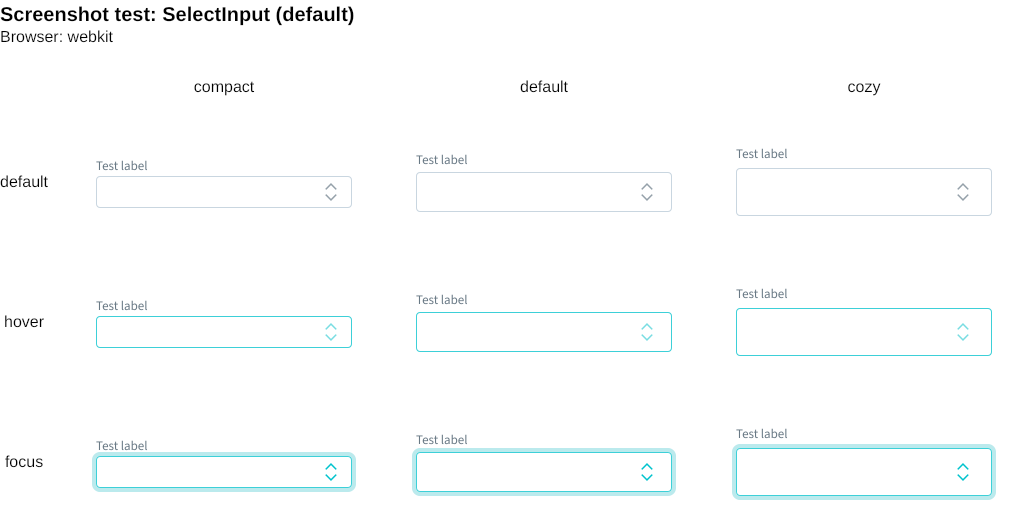 Screenshot test: SelectInput (default)
Browser: webkit
compact default cozy
default Test label Test label Test label
hover Test label Test label Test label
focus Test label Test label Test label